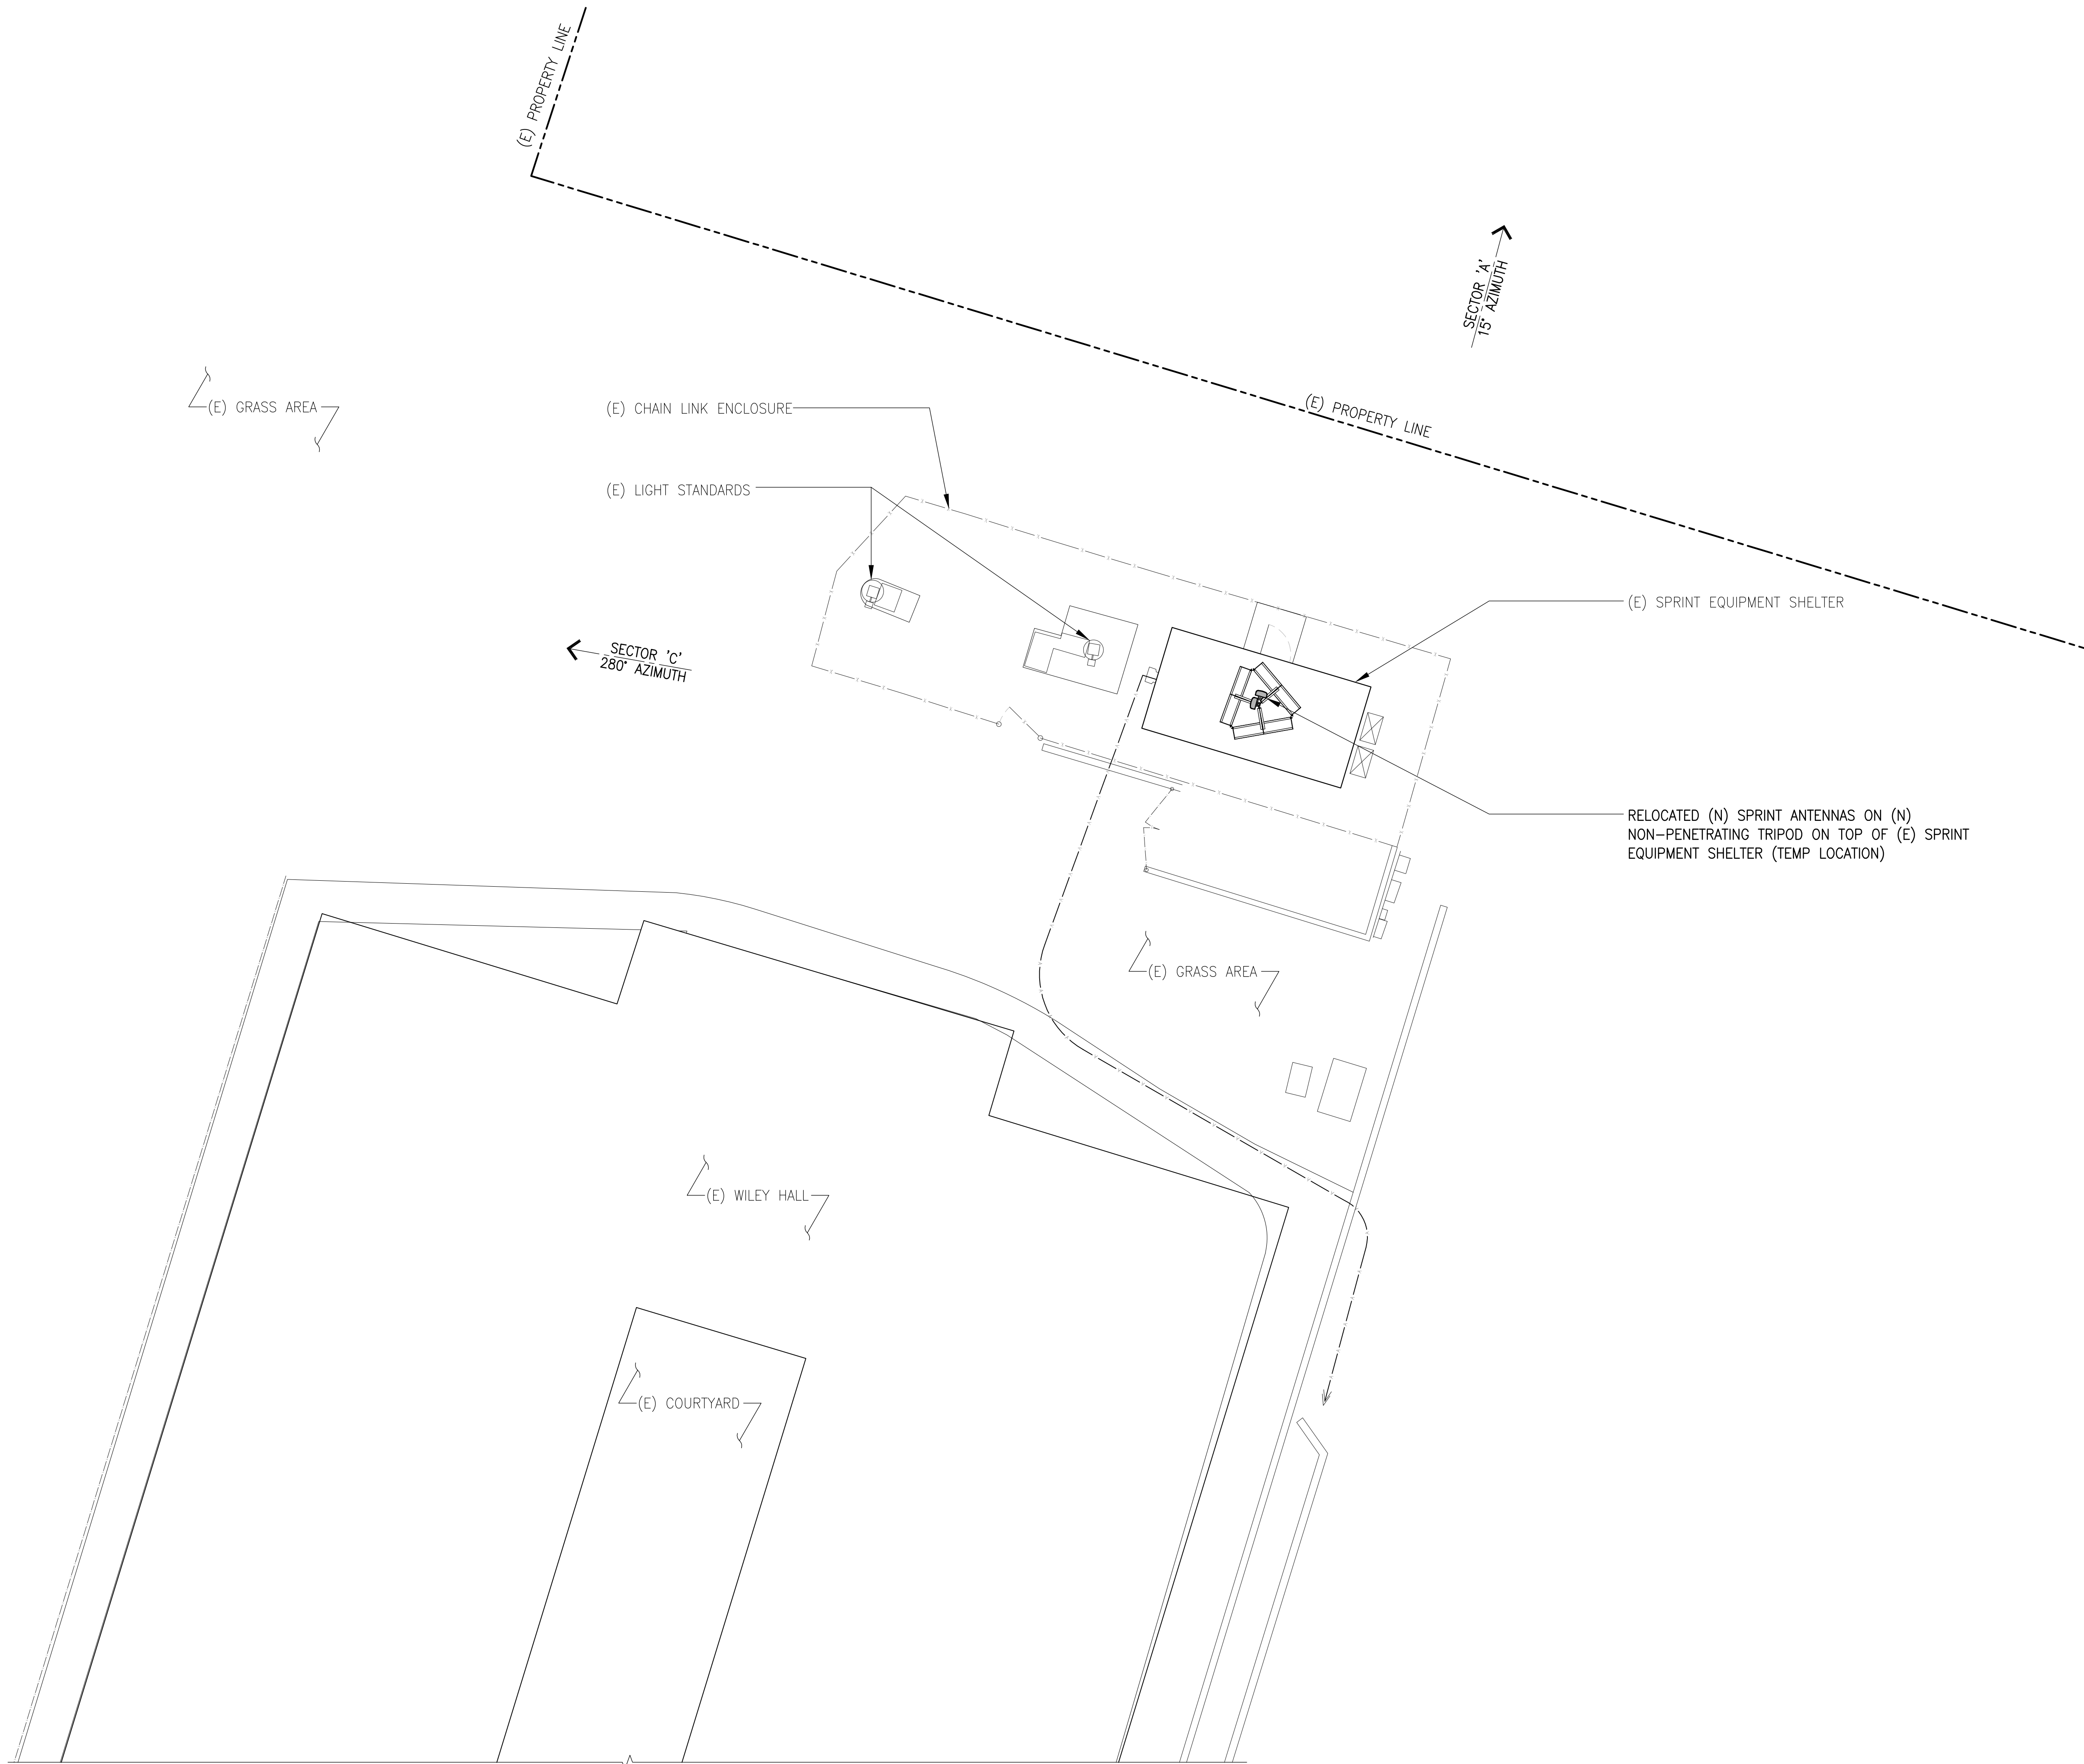 (E) PROPERTY LINE
SECTOR 'A'
15° AZIMUTH
(E) GRASS AREA
(E) CHAIN LINK ENCLOSURE
(E) PROPERTY LINE
(E) LIGHT STANDARDS
(E) SPRINT EQUIPMENT SHELTER
SECTOR 'C'
280° AZIMUTH
RELOCATED (N) SPRINT ANTENNAS ON (N)
NON-PENETRATING TRIPOD ON TOP OF (E) SPRINT
EQUIPMENT SHELTER (TEMP LOCATION)
(E) GRASS AREA
(E) WILEY HALL
(E) COURTYARD